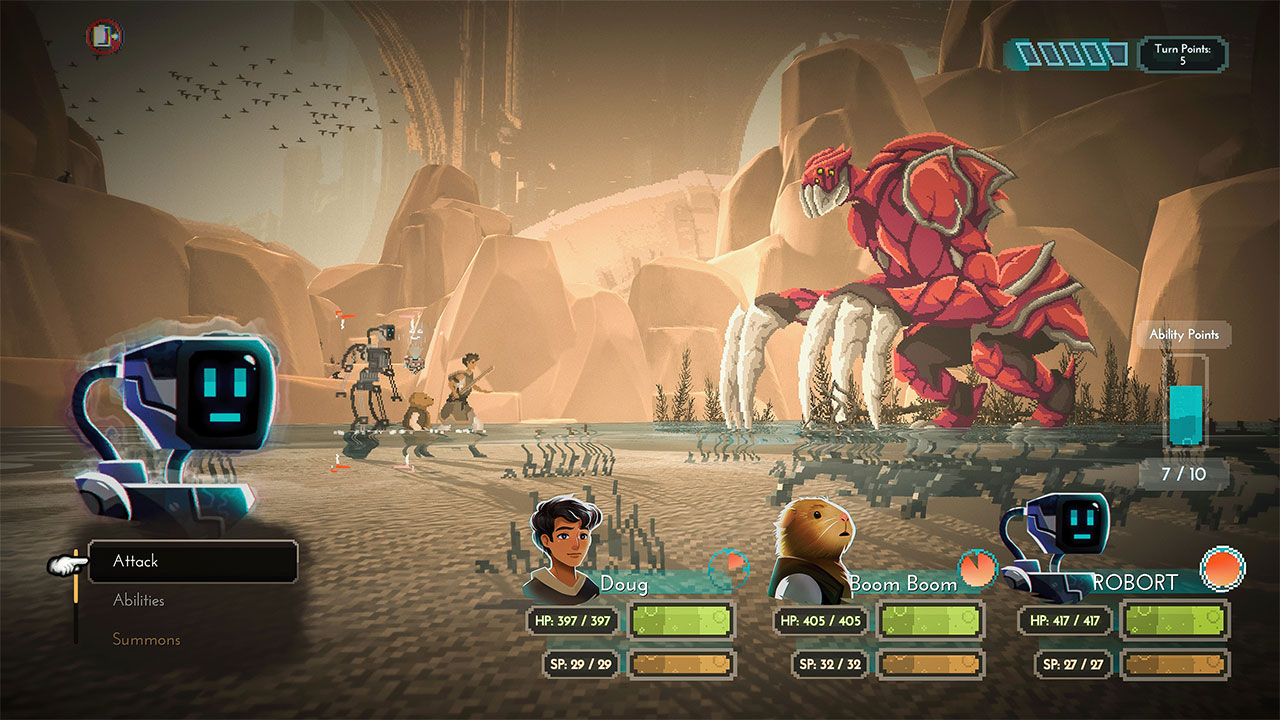 Turn Points:
5
Ability Points
7 / 10
Attack
Abilities
Summons
Doug
HP: 397 / 397
SP: 29 / 29
Boom Boom
HP: 405 / 405
SP: 32 / 32
ROBORT
HP: 417 / 417
SP: 27 / 27